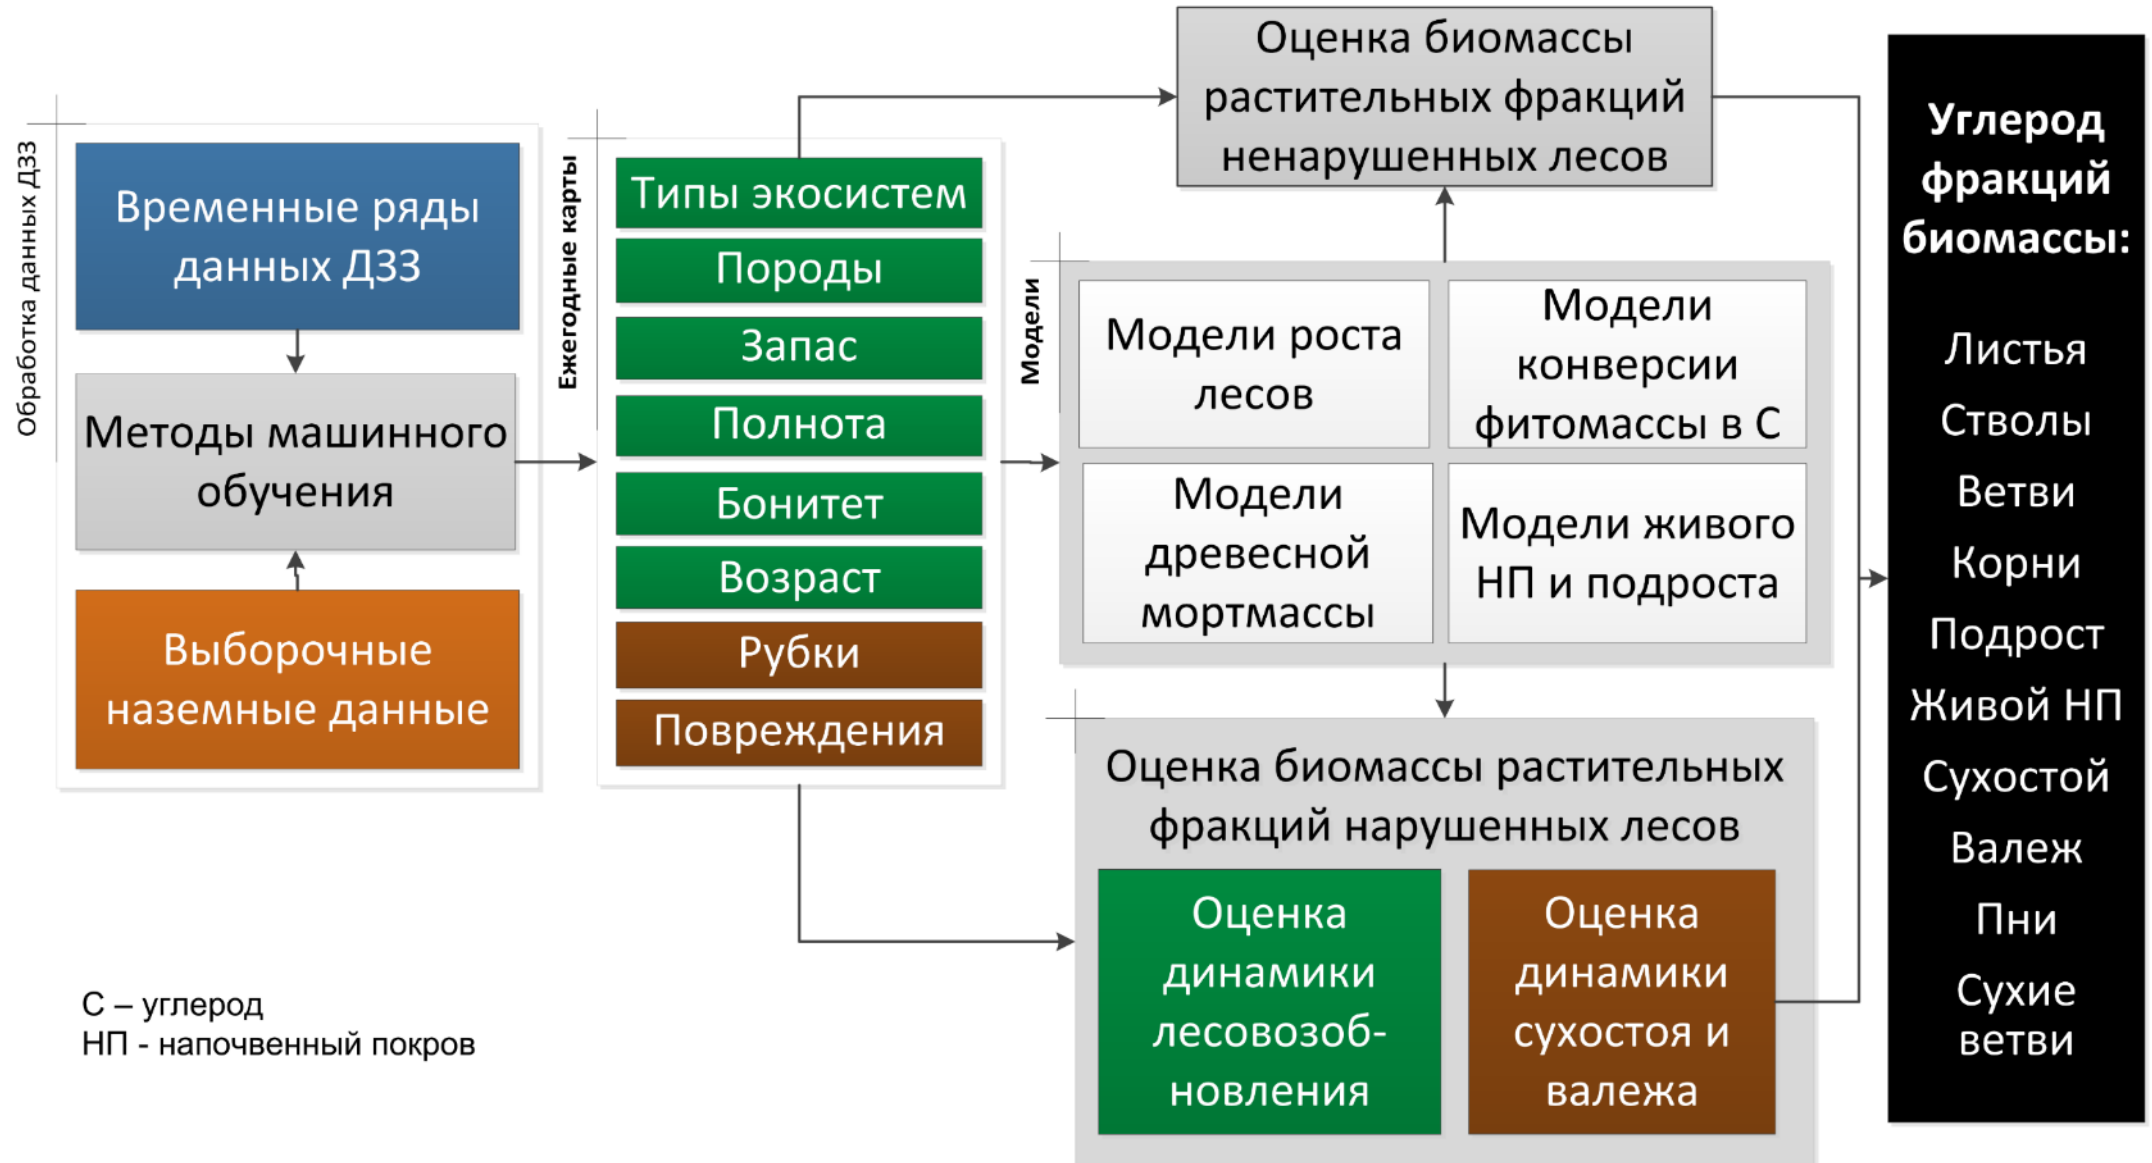 Обработка данных ДЗЗ
Временные ряды
данных ДЗЗ
Методы машинного
обучения
Выборочные
наземные данные
Ежегодные карты
Типы экосистем
Породы
Запас
Полнота
Бонитет
Возраст
Рубки
Повреждения
Оценка биомассы
растительных фракций
ненарушенных лесов
Модели
Модели роста
лесов
Модели
конверсии
фитомассы в С
Модели
древесной
мортмассы
Модели живого
НП и подроста
Оценка биомассы растительных
фракций нарушенных лесов
Оценка
динамики
лесовозоб-
новления
Оценка
динамики
сухостоя и
валежа
Углерод
фракций
биомассы:
Листья
Стволы
Ветви
Корни
Подрост
Живой НП
Сухостой
Валеж
Пни
Сухие
ветви
С – углерод
НП - напочвенный покров